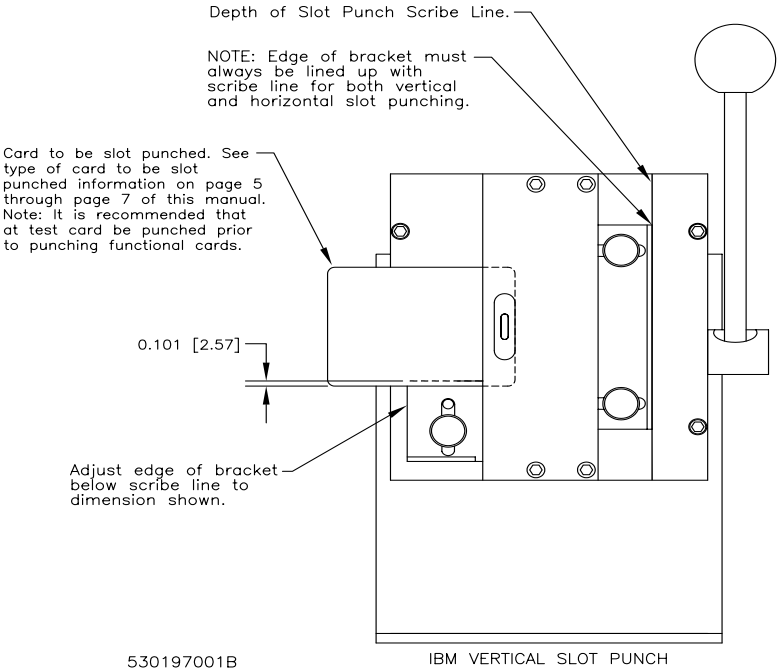 Depth of Slot Punch Scribe Line.
NOTE: Edge of bracket must
always be lined up with
scribe line for both vertical
and horizontal slot punching.
Card to be slot punched. See
type of card to be slot
punched information on page 5
through page 7 of this manual.
Note: It is recommended that
at test card be punched prior
to punching functional cards.
0.101 [2.57]
Adjust edge of bracket
below scribe line to
dimension shown.
530197001B
IBM VERTICAL SLOT PUNCH